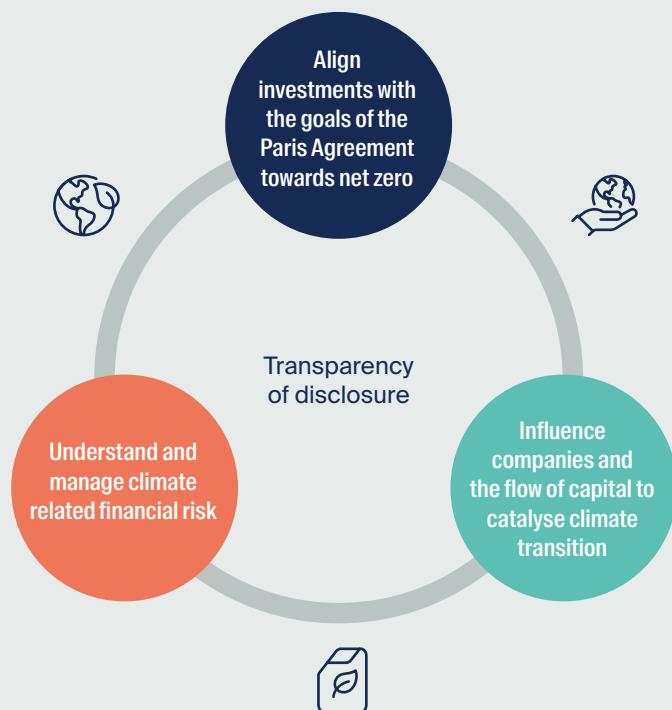 Align
investments with
the goals of the
Paris Agreement
towards net zero
Transparency
of disclosure
Understand and
manage climate
related financial risk
Influence
companies and
the flow of capital to
catalyse climate
transition